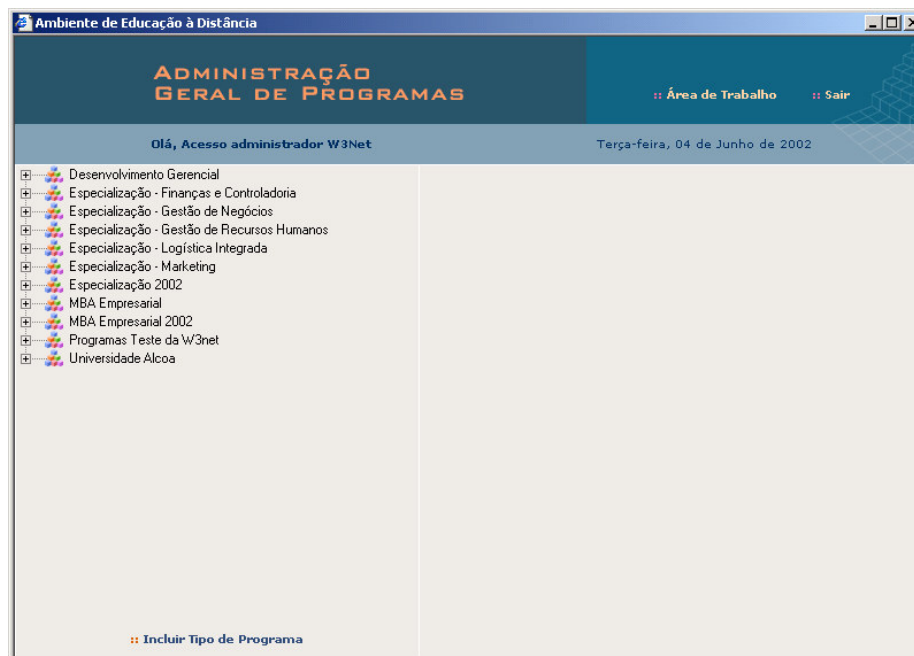 Ambiente de Educação à Distância
ADMINISTRAÇÃO
GERAL DE PROGRAMAS
:: Área de Trabalho :: Sair
Olá, Acesso administrador W3Net
Terça-feira, 04 de Junho de 2002
Desenvolvimento Gerencial
Especialização - Finanças e Controladoria
Especialização - Gestão de Negócios
Especialização - Gestão de Recursos Humanos
Especialização - Logística Integrada
Especialização - Marketing
Especialização 2002
MBA Empresarial
MBA Empresarial 2002
Programas Teste da W3net
Universidade Alcoa
:: Incluir Tipo de Programa